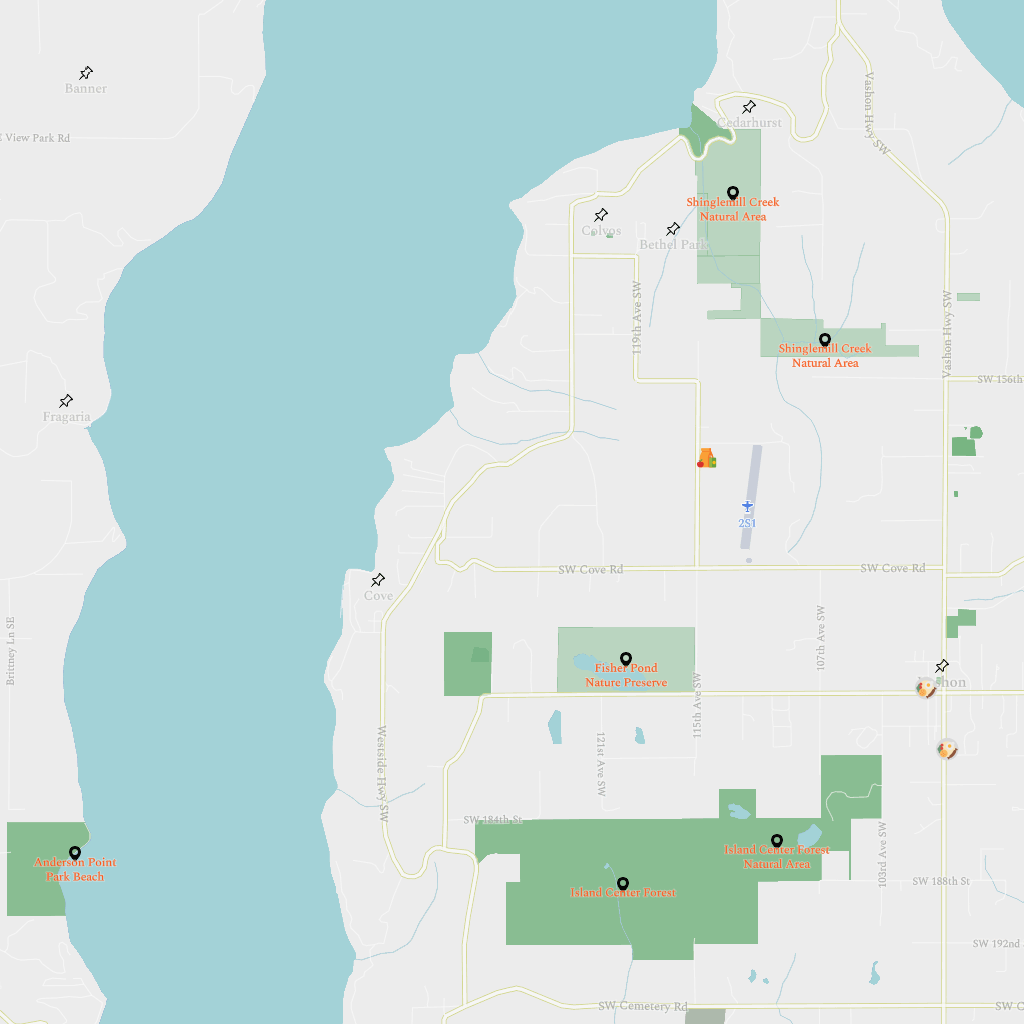 Banner
E View Park Rd
Cedarhurst
Vashon Hwy SW
Shinglemill Creek
Natural Area
Colvos
Bethel Park
119th Ave SW
Vashon Hwy SW
Shinglemill Creek
Natural Area
SW 156th
Fragaria
2S1
SW Cove Rd
SW Cove Rd
Cove
Brittney Ln SE
107th Ave SW
Fisher Pond
Nature Preserve
115th Ave SW
Westside Hwy SW
121st Ave SW
SW 184th St
103rd Ave SW
Anderson Point
Park Beach
Island Center Forest
Natural Area
Island Center Forest
SW 188th St
SW 192nd
SW Cemetery Rd
SW C